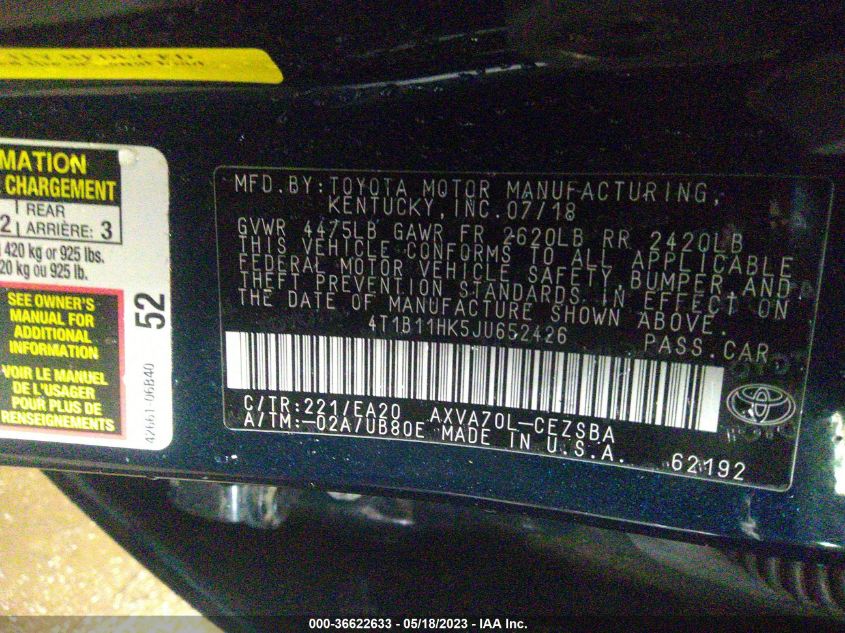 MATION
CHARGEMENT
REAR
2 ARRIÈRE: 3
420 kg or 925 lbs.
20 kg ou 925 lb.
SEE OWNER'S
MANUAL FOR
ADDITIONAL
INFORMATION
VOIR LE MANUEL
DE L'USAGER
POUR PLUS DE
RENSEIGNEMENTS
52
42661-06B40
MFD.BY:TOYOTA MOTOR MANUFACTURING,
KENTUCKY,INC.07/18
GVWR 4475LB GAWR FR 2620LB RR 2420LB
THIS VEHICLE CONFORMS TO ALL APPLICABLE
FEDERAL MOTOR VEHICLE SAFETY,BUMPER,AND
THEFT PREVENTION STANDARDS IN EFFECT ON
THE DATE OF MANUFACTURE SHOWN ABOVE.
4T1B11HK5JU652426 PASS.CAR
C/TR:221/EA20 AXVA70L-CEZSBA
A/TM:-02A/UB80E MADE IN U.S.A. 62192
000-36622633 - 05/18/2023 - IAA Inc.